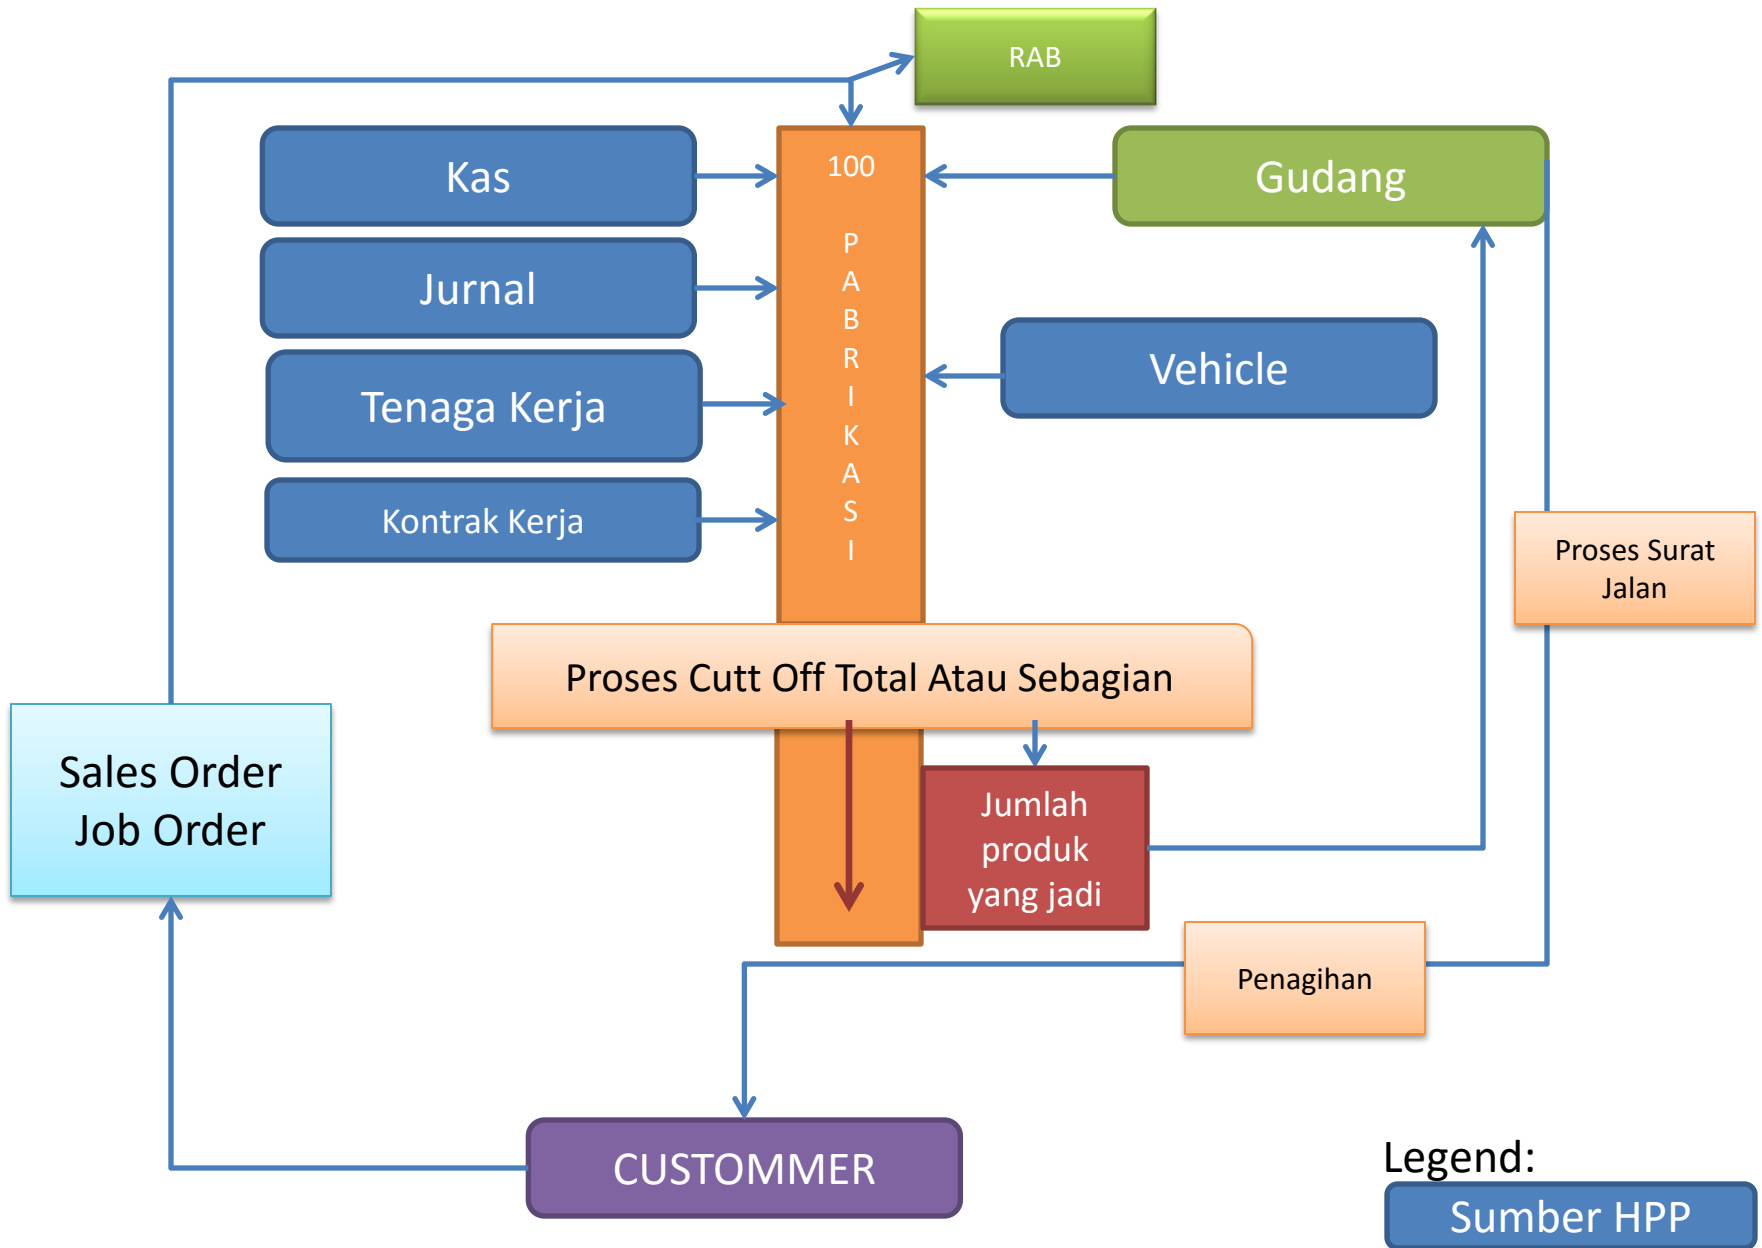 RAB
Kas
100
Gudang
P
A
B
R
I
K
A
S
I
Jurnal
Vehicle
Tenaga Kerja
Kontrak Kerja
Proses Surat
Jalan
Proses Cutt Off Total Atau Sebagian
Sales Order
Job Order
Jumlah
produk
yang jadi
Penagihan
CUSTOMMER
Legend:
Sumber HPP